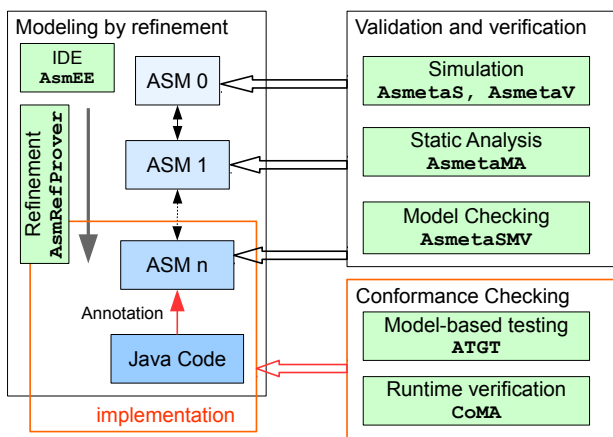 Modeling by refinement
IDE
AsmEE
Refinement
AsmRefProver
ASM 0
ASM 1
ASM n
Annotation
Java Code
implementation
Validation and verification
Simulation
AsmetaS, AsmetaV
Static Analysis
AsmetaMA
Model Checking
AsmetaSMV
Conformance Checking
Model-based testing
ATGT
Runtime verification
CoMA